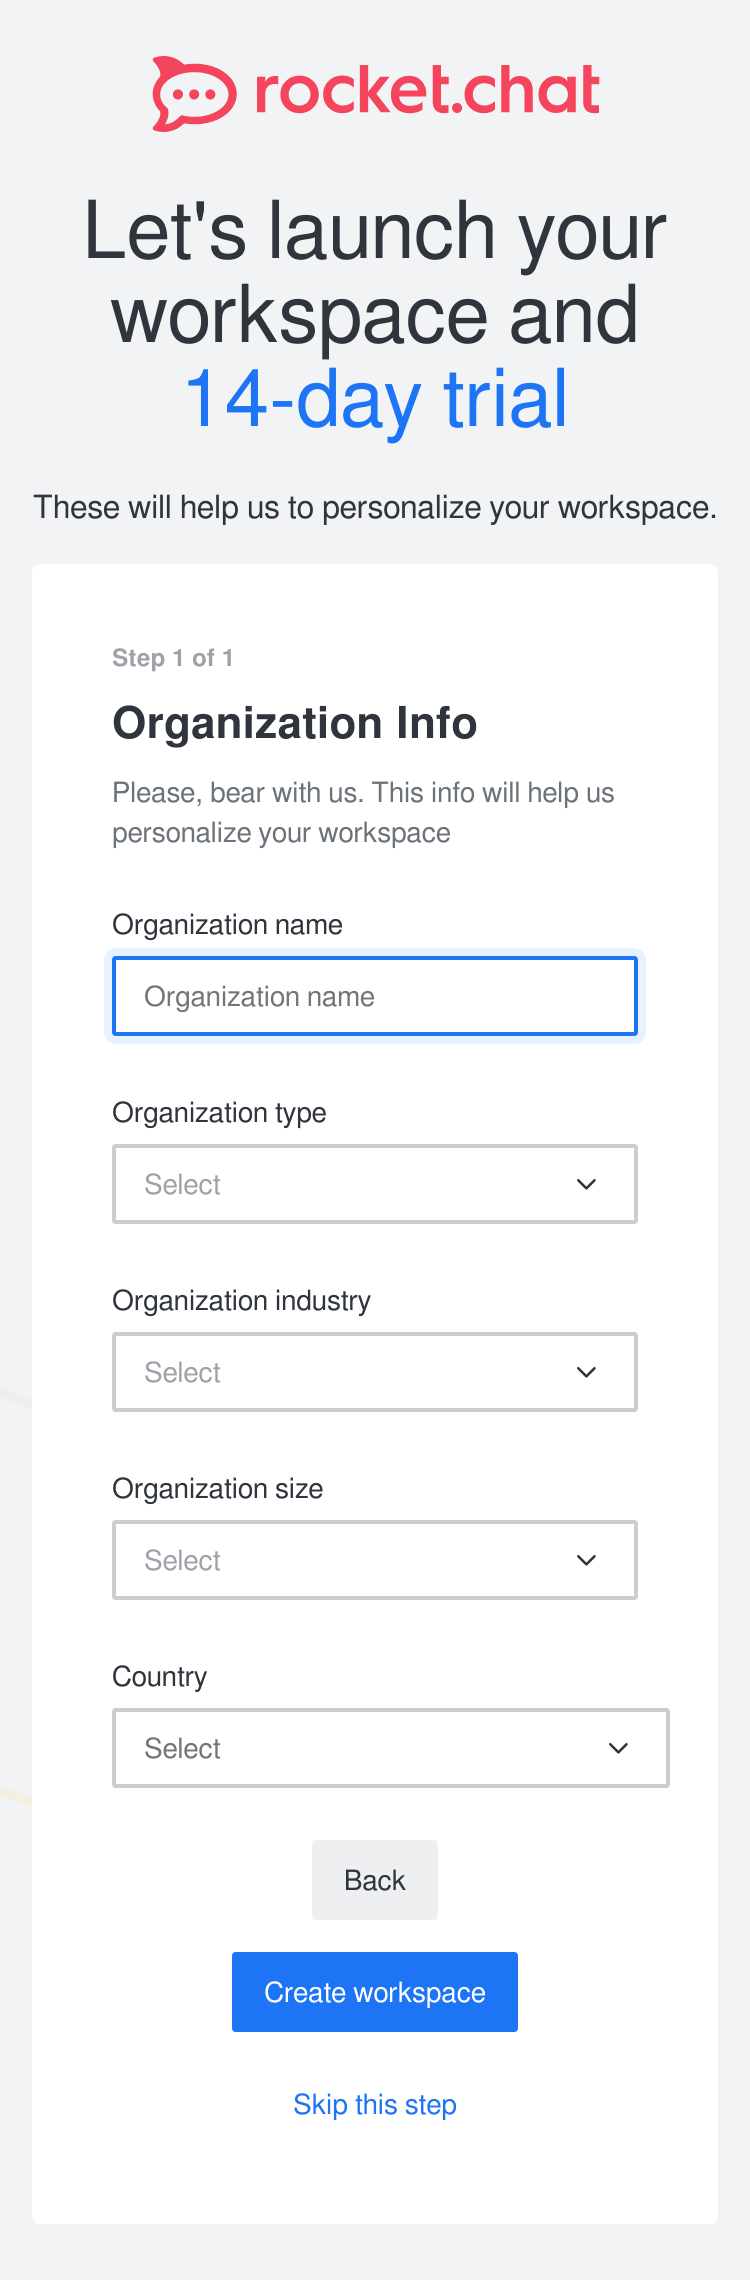 rocket.chat
Let's launch your
workspace and
14-day trial
These will help us to personalize your workspace.
Step 1 of 1
Organization Info
Please, bear with us. This info will help us
personalize your workspace
Organization name
Organization name
Organization type
Select
Organization industry
Select
Organization size
Select
Country
Select
Back
Create workspace
Skip this step